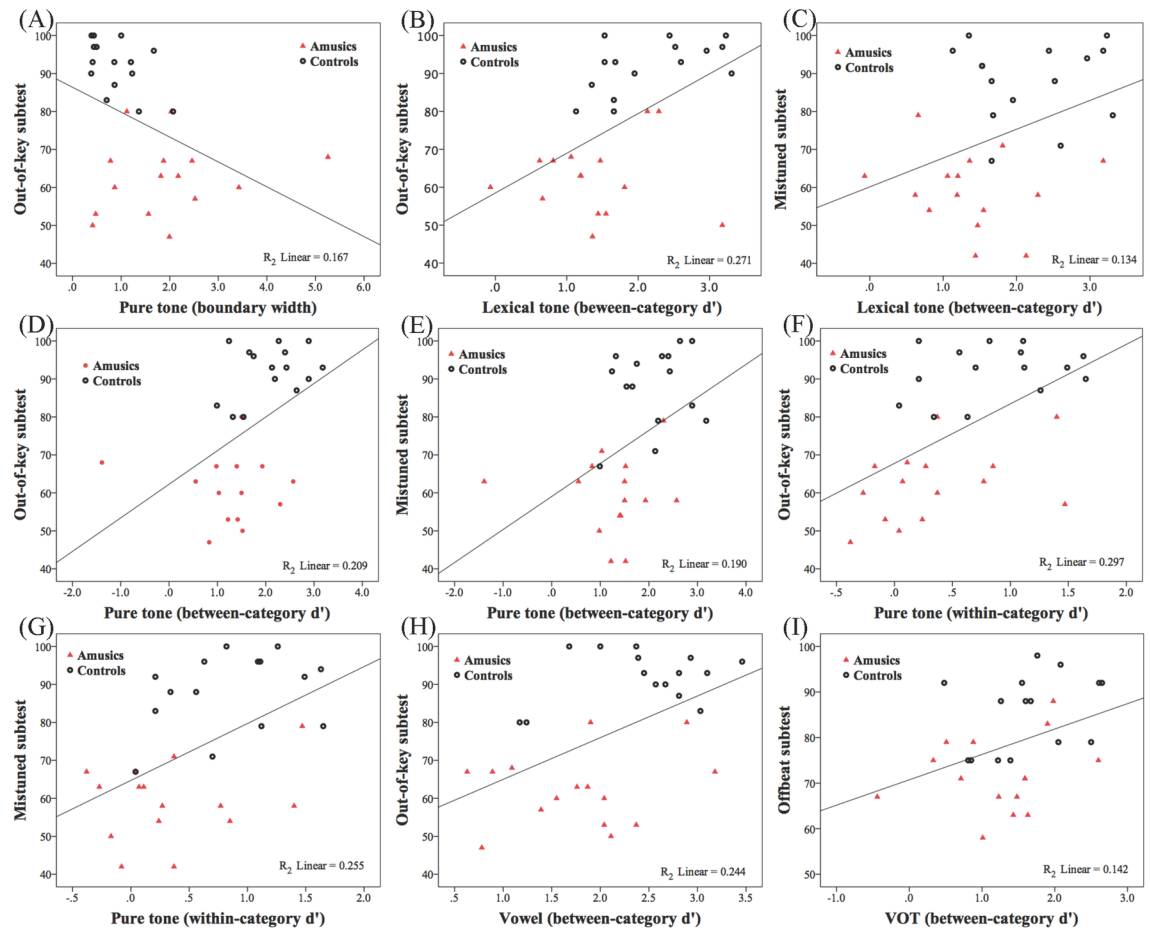 (A) (B) (C)
Out-of-key subtest
100
90
80
70
60
50
40
Amusics
Controls
R2 Linear = 0.167
.0 1.0 2.0 3.0 4.0 5.0 6.0
Pure tone (boundary width)
Out-of-key subtest
100
90
80
70
60
50
40
Amusics
Controls
R2 Linear = 0.271
.0 1.0 2.0 3.0
Lexical tone (between-category d')
Mistuned subtest
100
90
80
70
60
50
40
Amusics
Controls
R2 Linear = 0.134
.0 1.0 2.0 3.0
Lexical tone (between-category d')
(D) (E) (F)
Out-of-key subtest
100
90
80
70
60
50
40
Amusics
Controls
R2 Linear = 0.209
-2.0 -1.0 .0 1.0 2.0 3.0 4.0
Pure tone (between-category d')
Mistuned subtest
100
90
80
70
60
50
40
Amusics
Controls
R2 Linear = 0.190
-2.0 -1.0 .0 1.0 2.0 3.0 4.0
Pure tone (between-category d')
Out-of-key subtest
100
90
80
70
60
50
40
Amusics
Controls
R2 Linear = 0.297
-.5 .0 .5 1.0 1.5 2.0
Pure tone (within-category d')
(G) (H) (I)
Mistuned subtest
100
90
80
70
60
50
40
Amusics
Controls
R2 Linear = 0.255
-.5 .0 .5 1.0 1.5 2.0
Pure tone (within-category d')
Out-of-key subtest
100
90
80
70
60
50
40
Amusics
Controls
R2 Linear = 0.244
.5 1.0 1.5 2.0 2.5 3.0 3.5
Vowel (between-category d')
Offbeat subtest
100
90
80
70
60
50
40
Amusics
Controls
R2 Linear = 0.142
-1.0 .0 1.0 2.0 3.0
VOT (between-category d')